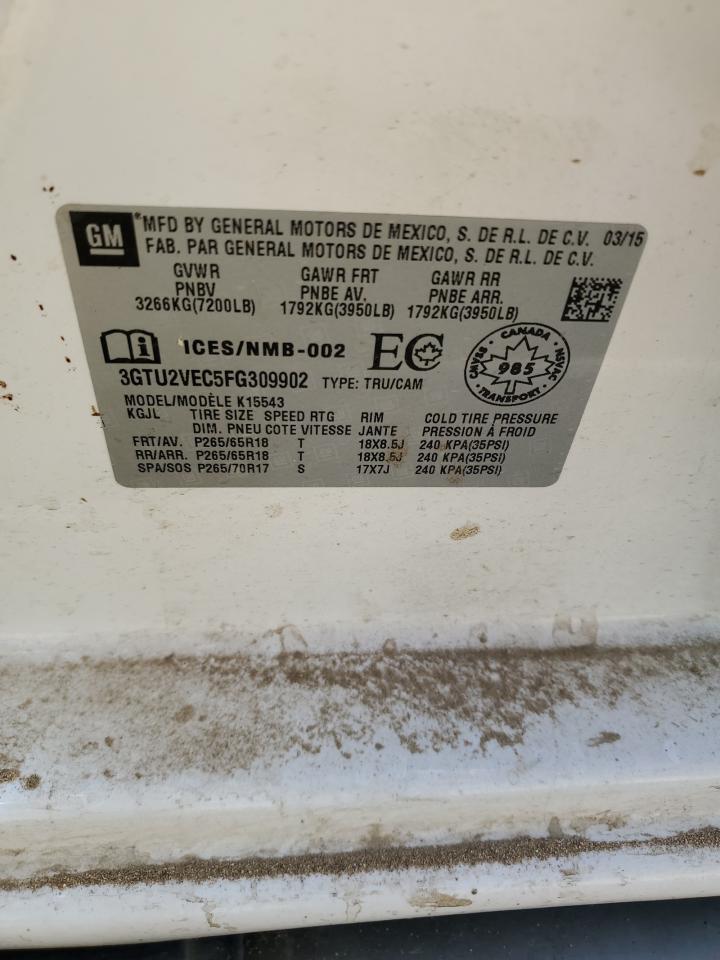 GM
*MFD BY GENERAL MOTORS DE MEXICO, S. DE R.L. DE C.V. 03/15
FAB. PAR GENERAL MOTORS DE MEXICO, S. DE R.L. DE C.V.
GVWR GAWR FRT GAWR RR
PNBV PNBE AV. PNBE ARR.
3266KG(7200LB) 1792KG(3950LB) 1792KG(3950LB)
i ICES/NMB-002 EC
CANADA
CMVSS 985 NSVAC
TRANSPORT
3GTU2VEC5FG309902 TYPE: TRU/CAM
MODEL/MODÈLE K15543
KGJL TIRE SIZE SPEED RTG RIM COLD TIRE PRESSURE
DIM. PNEU COTE VITESSE JANTE PRESSION À FROID
FRT/AV. P265/65R18 T 18X8.5J 240 KPA(35PSI)
RR/ARR. P265/65R18 T 18X8.5J 240 KPA(35PSI)
SPA/SOS P265/70R17 S 17X7J 240 KPA(35PSI)